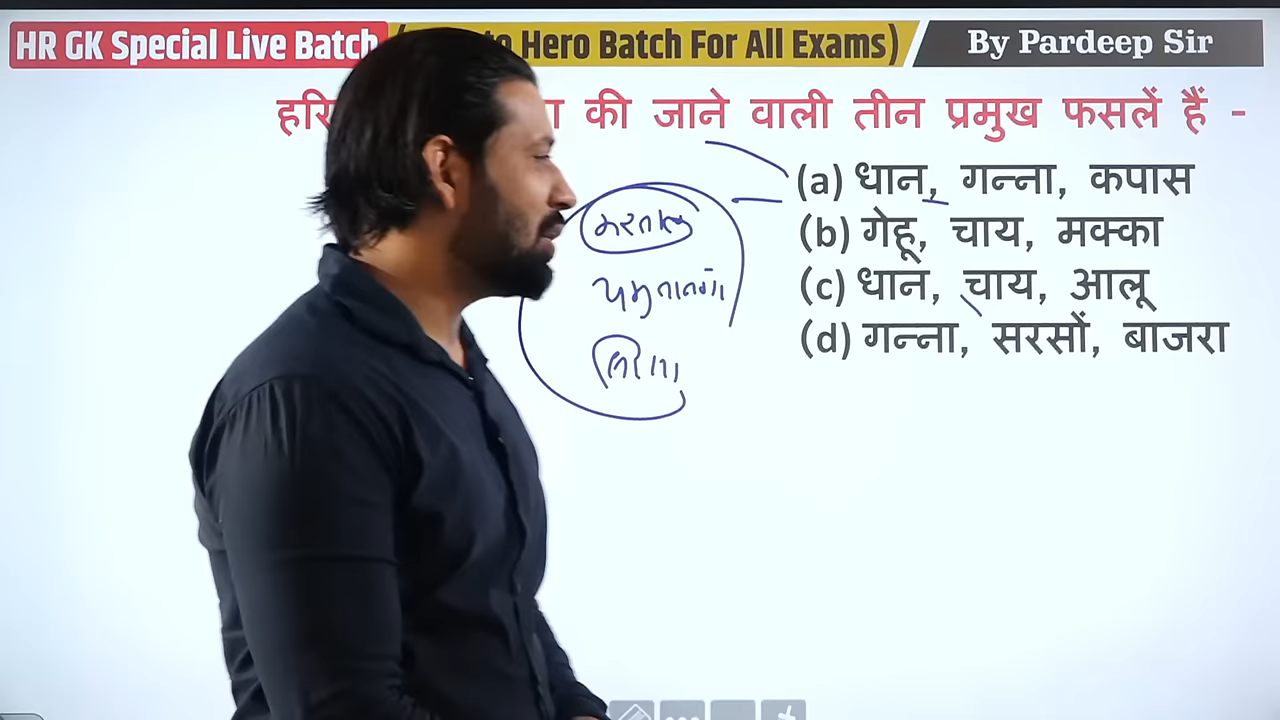 HR GK Special Live Batch Hero Batch For All Exams) By Pardeep Sir
की जाने वाली तीन प्रमुख फसलें हैं -
(a) धान, गन्ना, कपास
(b) गेहू, चाय, मक्का
(c) धान, चाय, आलू
(d) गन्ना, सरसों, बाजरा